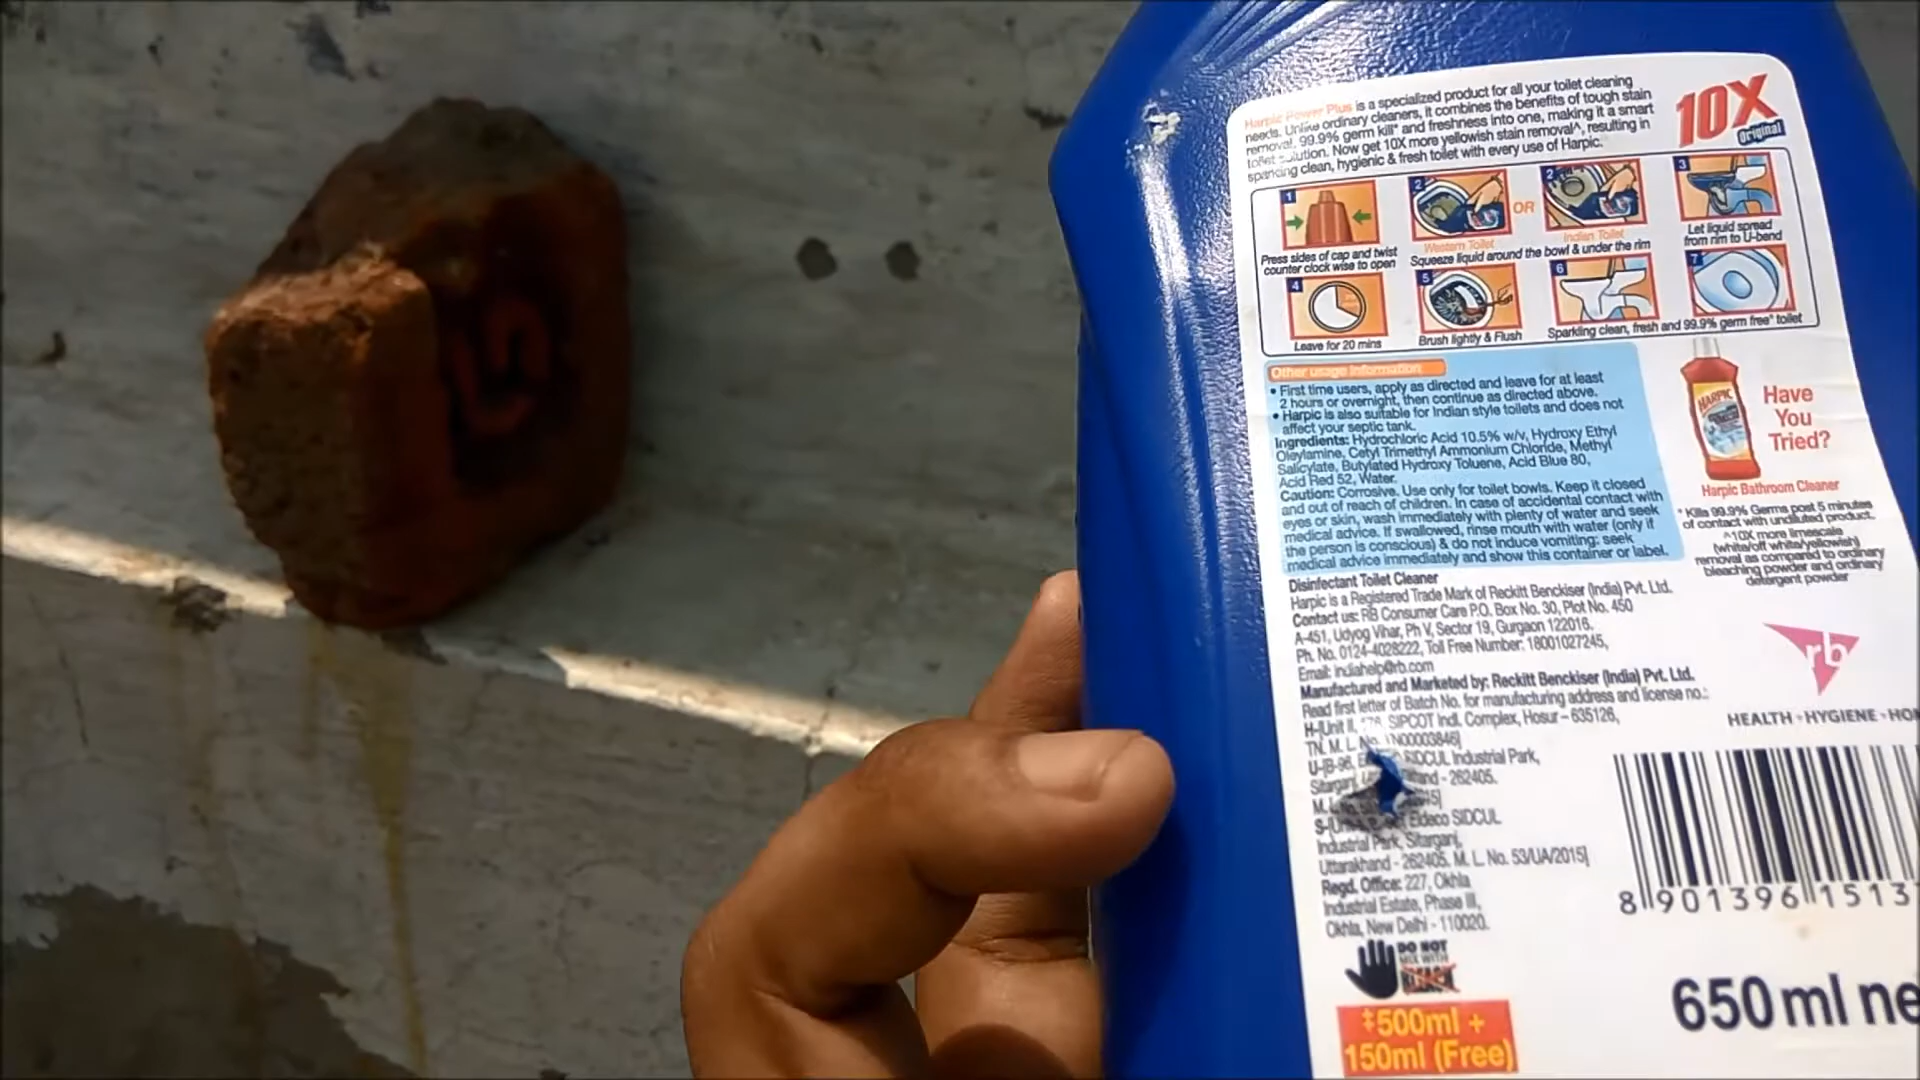 Harpic Power Plus is a specialized product for all your toilet cleaning
needs. Unlike ordinary cleaners, it combines the benefits of tough stain
removal, 99.9% germ kill* and freshness into one, making it a smart
toilet solution. Now get 10X more yellowish stain removal^, resulting in
sparking clean, hygienic & fresh toilet with every use of Harpic.
10X
Original
1
Press sides of cap and twist
counter clock wise to open
2
Western Toilet
OR
2
Indian Toilet
Squeeze liquid around the bowl & under the rim
3
Let liquid spread
from rim to U-bend
4
Leave for 20 mins
5
Brush lightly & Flush
6
7
Sparkling clean, fresh and 99.9% germ free* toilet
Other usage information
• First time users, apply as directed and leave for at least
2 hours or overnight, then continue as directed above.
• Harpic is also suitable for Indian style toilets and does not
affect your septic tank.
Ingredients: Hydrochloric Acid 10.5% w/v, Hydroxy Ethyl
Oleylamine, Cetyl Trimethyl Ammonium Chloride, Methyl
Salicylate, Butylated Hydroxy Toluene, Acid Blue 80,
Acid Red 52, Water.
Caution: Corrosive. Use only for toilet bowls. Keep it closed
and out of reach of children. In case of accidental contact with
eyes or skin, wash immediately with plenty of water and seek
medical advice. If swallowed, rinse mouth with water (only if
the person is conscious) & do not induce vomiting: seek
medical advice immediately and show this container or label.
HARPIC
Have
You
Tried?
Harpic Bathroom Cleaner
* Kills 99.9% Germs post 5 minutes
of contact with undiluted product.
^10X more limescale
(white/off white/yellowish)
removal as compared to ordinary
bleaching powder and ordinary
detergent powder
Disinfectant Toilet Cleaner
Harpic is a Registered Trade Mark of Reckitt Benckiser (India) Pvt. Ltd.
Contact us: RB Consumer Care P.O. Box No. 30, Plot No. 450
A-451, Udyog Vihar, Ph V, Sector 19, Gurgaon 122016.
Ph. No. 0124-4028222, Toll Free Number: 18001027245,
Email: indiahelp@rb.com
Manufactured and Marketed by: Reckitt Benckiser (India) Pvt. Ltd.
Read first letter of Batch No. for manufacturing address and license no.:
H-[Unit II, SIPCOT Indl. Complex, Hosur - 635126,
TN. M. L. No.
U-[B-96, SIDCUL Industrial Park,
Sitarganj, - 262405.
M. L.
Eldeco SIDCUL
Industrial Park, Sitarganj,
Uttarakhand - 262405. M. L. No. 53/UA/2015]
Regd. Office: 227, Okhla
Industrial Estate, Phase III,
Okhla, New Delhi - 110020.
rb
HEALTH • HYGIENE • HO
8 901396 1513
DO NOT
MIX WITH
BLEACH
‡500ml +
150ml (Free)
650 ml ne